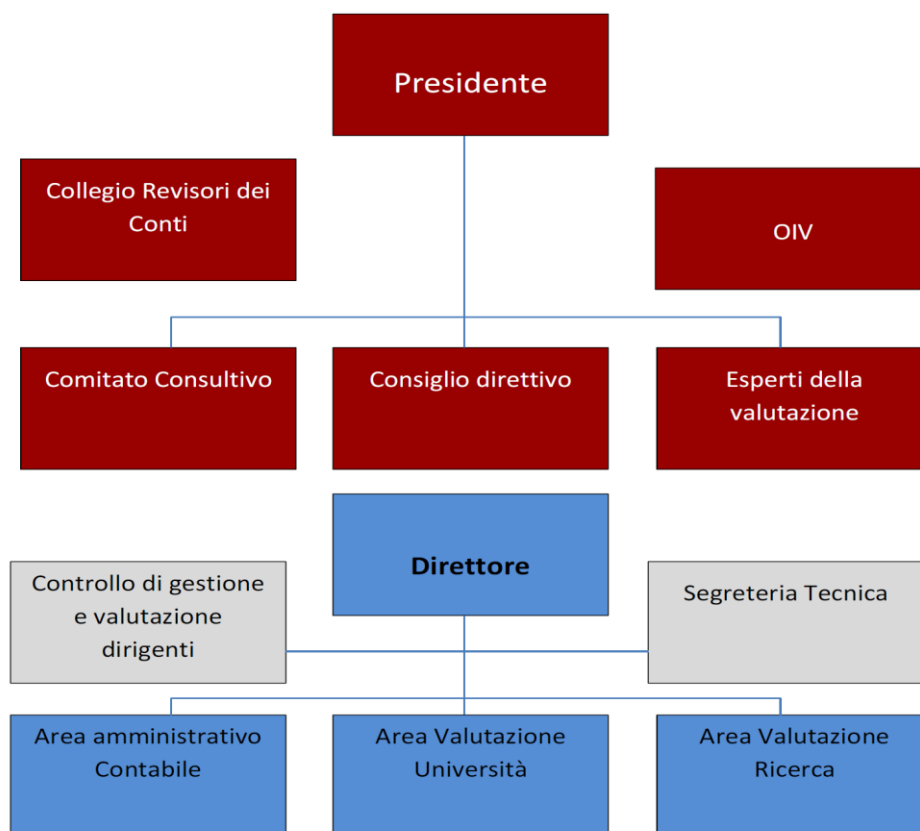 Presidente
Collegio Revisori dei
Conti
OIV
Comitato Consultivo
Consiglio direttivo
Esperti della
valutazione
Direttore
Controllo di gestione
e valutazione
dirigenti
Segreteria Tecnica
Area amministrativo
Contabile
Area Valutazione
Università
Area Valutazione
Ricerca